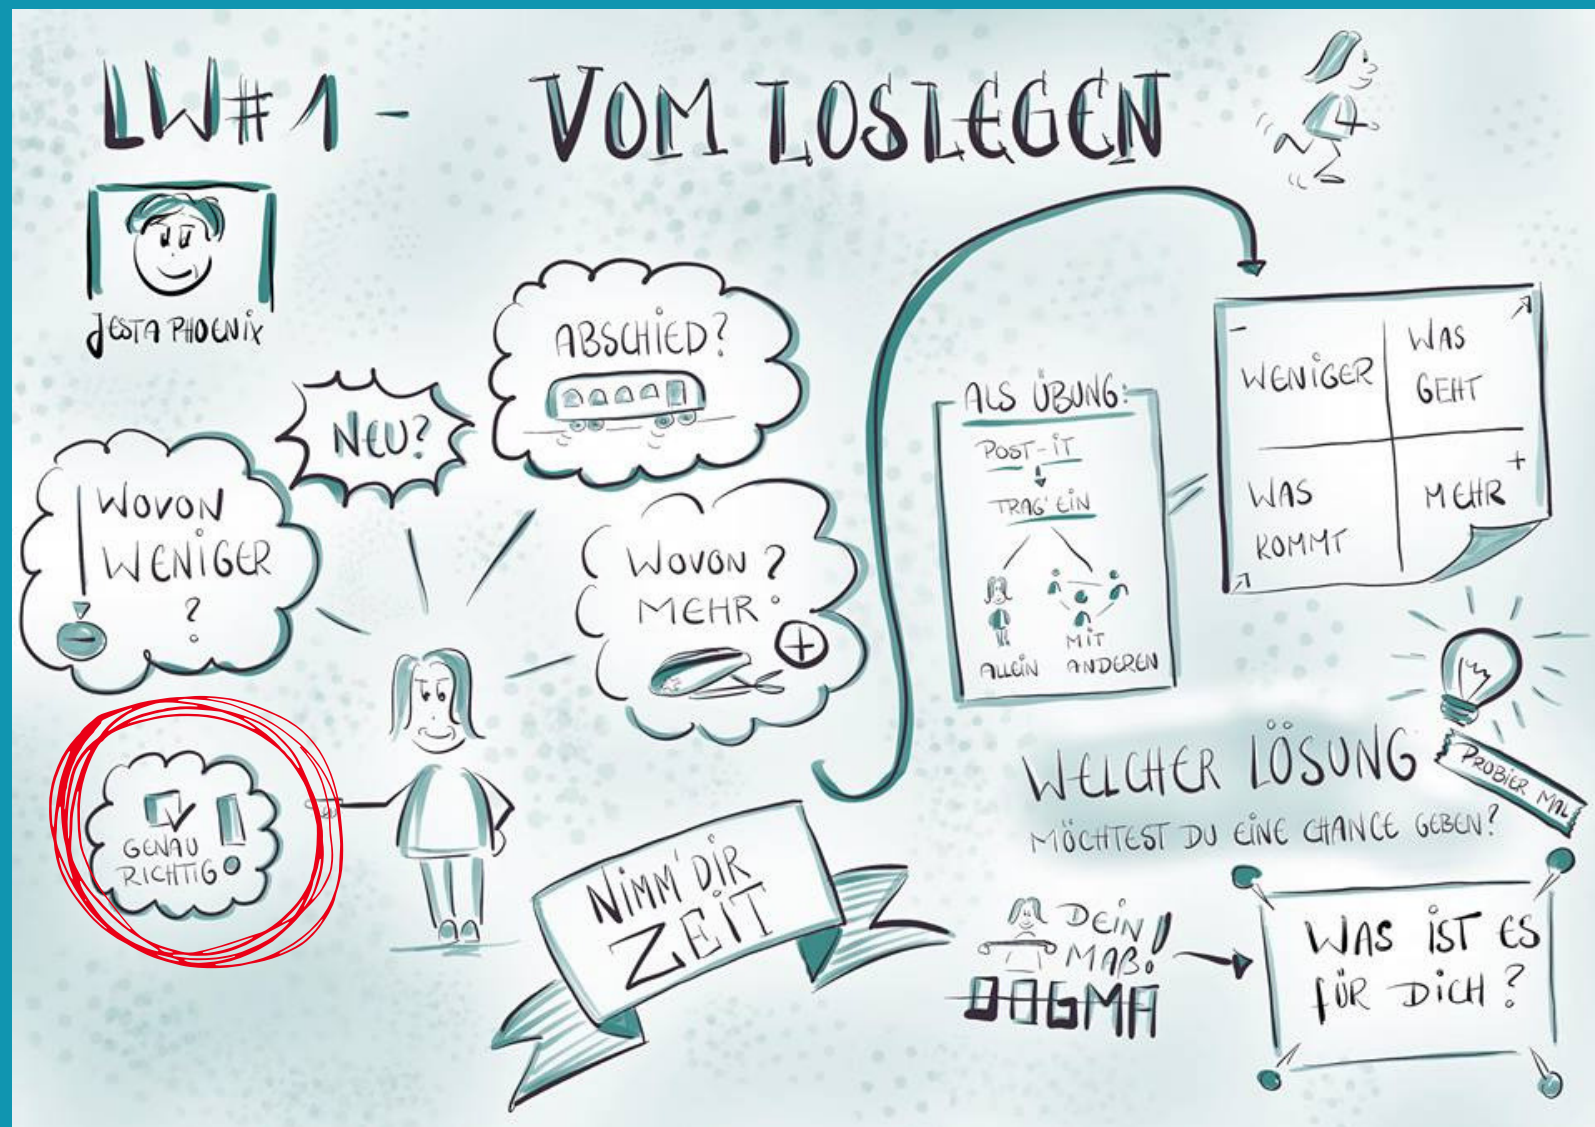 LW#1 - VOM LOSLEGEN
JESTA PHOENIX
NEU?
ABSCHIED?
WOVON
WENIGER
?
WOVON ?
MEHR
GENAU
RICHTIG
NIMM' DIR
ZEIT
ALS ÜBUNG:
POST-IT
TRAG' EIN
ALLEIN
MIT
ANDEREN
WENIGER
WAS
GEHT
WAS
KOMMT
MEHR
WELCHER LÖSUNG
MÖCHTEST DU EINE CHANCE GEBEN?
PROBIER MAL
DEIN
MAß!
DOGMA
WAS IST ES
FÜR DICH?